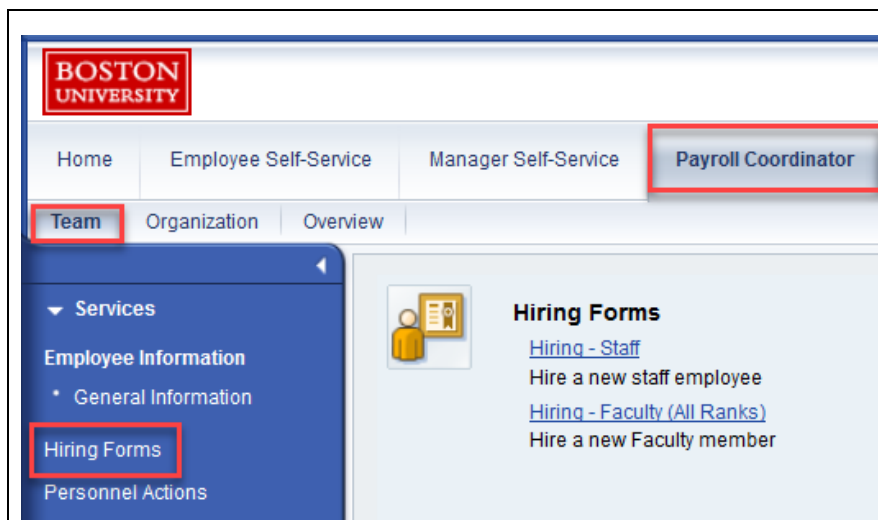 BOSTON
UNIVERSITY
Home Employee Self-Service Manager Self-Service Payroll Coordinator
Team Organization Overview
Services
Employee Information
• General Information
Hiring Forms
Personnel Actions
Hiring Forms
Hiring - Staff
Hire a new staff employee
Hiring - Faculty (All Ranks)
Hire a new Faculty member